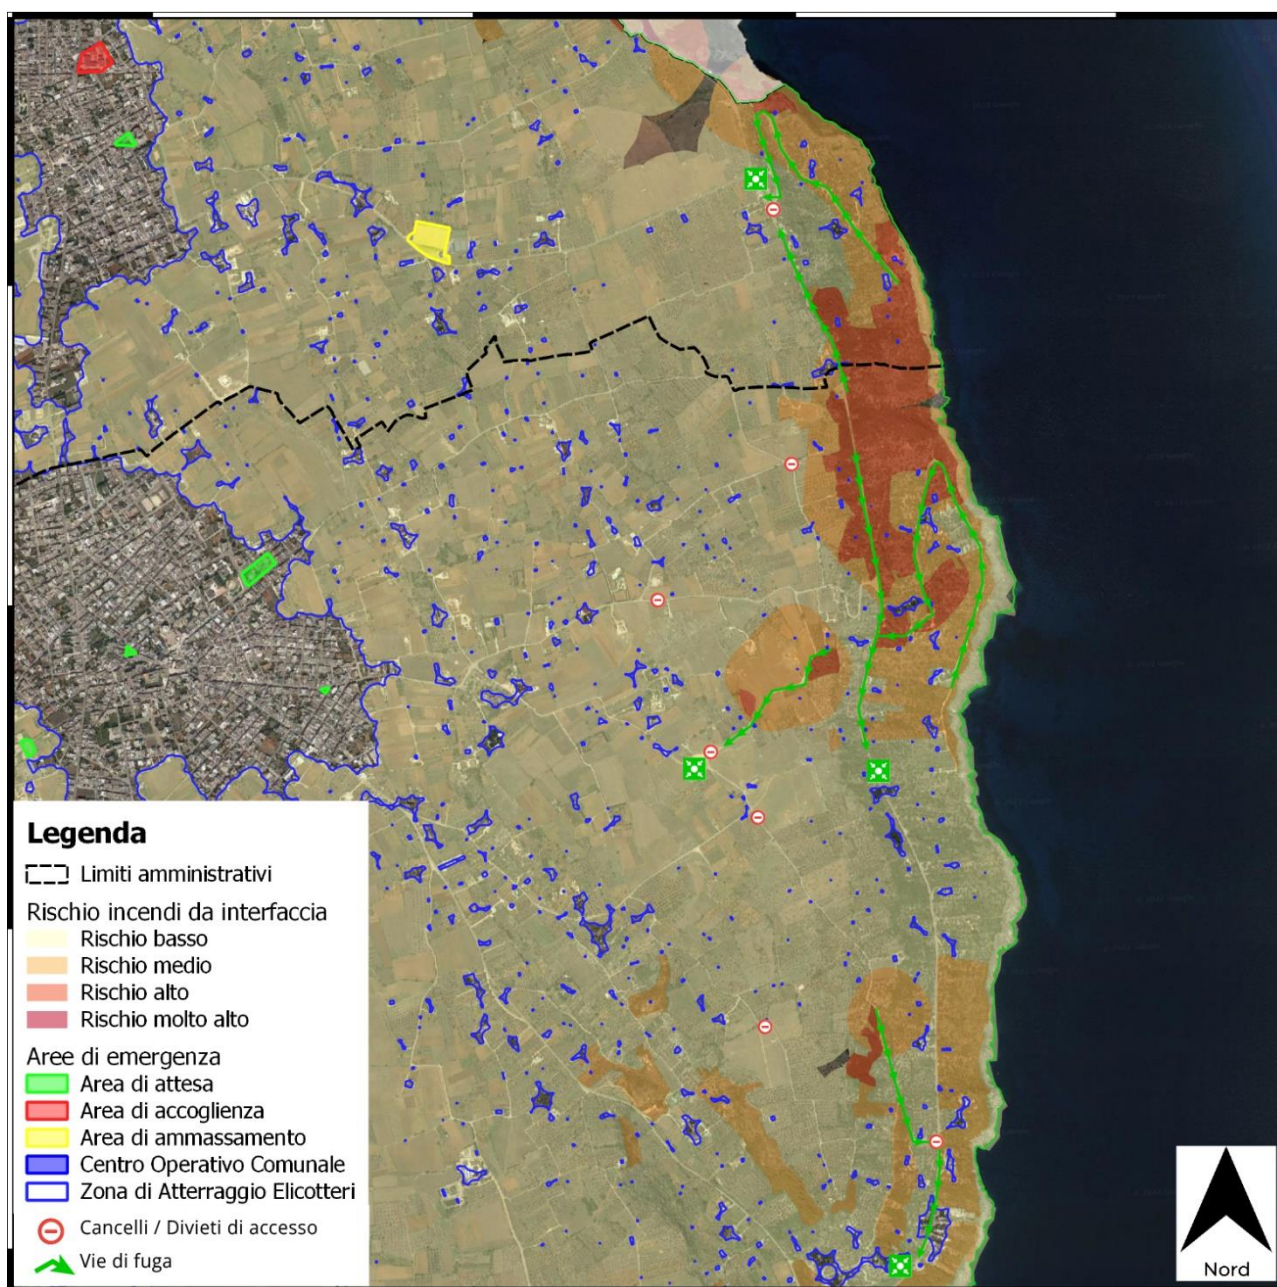 Legenda
Limiti amministrativi
Rischio incendi da interfaccia
Rischio basso
Rischio medio
Rischio alto
Rischio molto alto
Aree di emergenza
Area di attesa
Area di accoglienza
Area di ammassamento
Centro Operativo Comunale
Zona di Atterraggio Elicotteri
Cancelli / Divieti di accesso
Vie di fuga
Nord